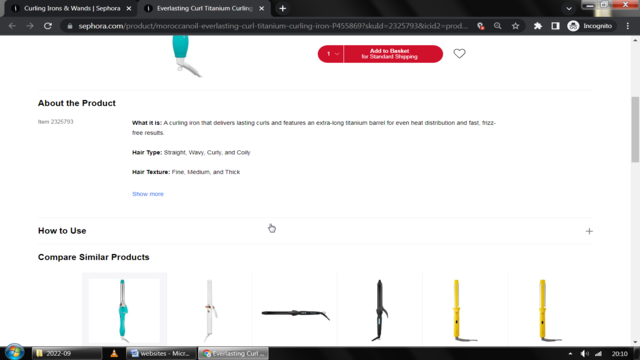 Curling Irons & Wands | Sephora
Everlasting Curl Titanium Curling
sephora.com/product/moroccanoil-everlasting-curl-titanium-curling-iron-P455869?skuId=2325793&icid2=prod...
Incognito
1
Add to Basket
for Standard Shipping
About the Product
Item 2325793
What it is: A curling iron that delivers lasting curls and features an extra-long titanium barrel for even heat distribution and fast, frizz-
free results.
Hair Type: Straight, Wavy, Curly, and Coily
Hair Texture: Fine, Medium, and Thick
Show more
How to Use
Compare Similar Products
2022-09
websites - Micr...
Everlasting Curl ...
20:10